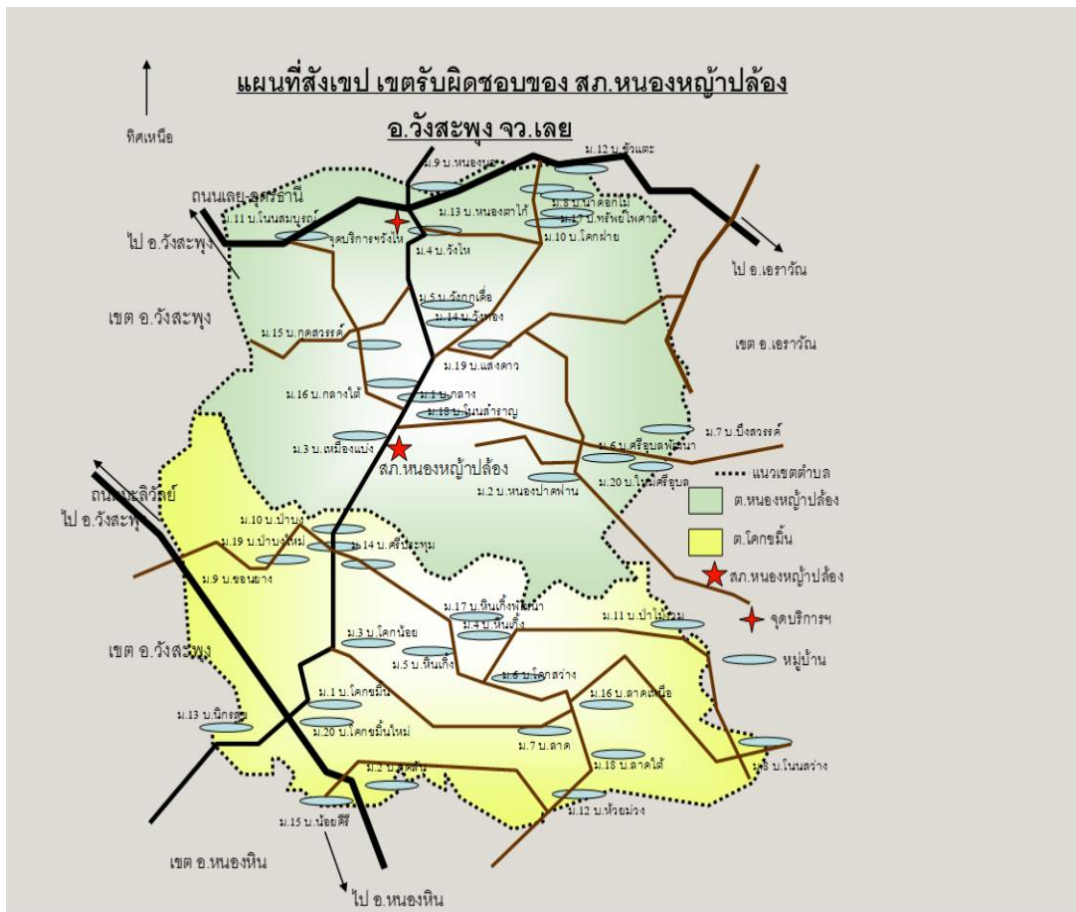 แผนที่สังเขป เขตรับผิดชอบของ สภ.หนองหญ้าปล้อง
อ.วังสะพุง จว.เลย
ทิศเหนือ
ม.12 บ.ขัวแตะ
ม.9 บ.หนองบง
ถนนเลย-อุดรธานี
ม.8 บ.นาดอกไม้
ม.13 บ.หนองตาไก้
ม.17 บ.ทรัพย์ไพศาล
ม.11 บ.โนนสมบูรณ์
จุดบริการฯวังไห
ม.10 บ.โคกฝาย
ไป อ.วังสะพุง
ม.4 บ.วังไห
ไป อ.เอราวัณ
ม.5 บ.วังกกเดื่อ
เขต อ.วังสะพุง
ม.14 บ.วังทอง
ม.15 บ.กุดสวรรค์
เขต อ.เอราวัณ
ม.19 บ.แสงดาว
ม.16 บ.กลางใต้
ม.1 บ.กลาง
ม.18 บ.โนนสำราญ
ม.7 บ.บึงสวรรค์
ม.3 บ.เหมืองแบ่ง
ม.6 บ.ศรีอุบลพัฒนา
สภ.หนองหญ้าปล้อง
แนวเขตตำบล
ม.2 บ.หนองปาดฟาน
ม.20 บ.ใหม่ศรีอุบล
ถนนมะลิวัลย์
ต.หนองหญ้าปล้อง
ไป อ.วังสะพุง
ม.10 บ.ป่าบง
ม.19 บ.ป่าบงใหม่
ม.14 บ.ศรีประทุม
ต.โคกขมิ้น
ม.9 บ.ขอนยาง
สภ.หนองหญ้าปล้อง
ม.17 บ.หินเกิ้งพัฒนา
ม.11 บ.ป่าไม้รวม
จุดบริการฯ
ม.4 บ.หินเกิ้ง
ม.3 บ.โคกน้อย
เขต อ.วังสะพุง
ม.5 บ.หินเกิ้ง
หมู่บ้าน
ม.6 บ.โคกสว่าง
ม.1 บ.โคกขมิ้น
ม.16 บ.ลาดเหนือ
ม.13 บ.นิกรสุข
ม.20 บ.โคกขมิ้นใหม่
ม.7 บ.ลาด
ม.18 บ.ลาดใต้
ม.8 บ.โนนสว่าง
ม.2 บ.
ม.12 บ.ห้วยม่วง
ม.15 บ.น้อยคีรี
เขต อ.หนองหิน
ไป อ.หนองหิน